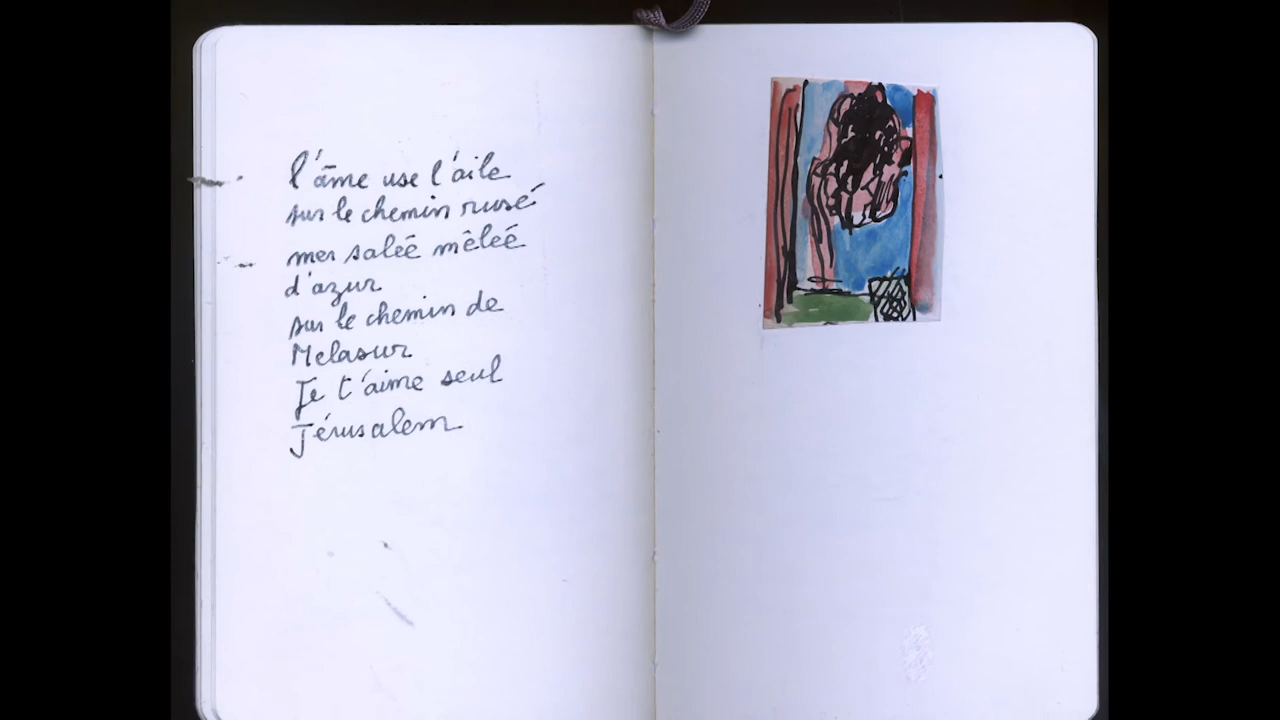 l'âme use l'aile
sur le chemin rusé
mer salée mêlée
d'azur
sur le chemin de
Melasur
Je t'aime seul
Jérusalem